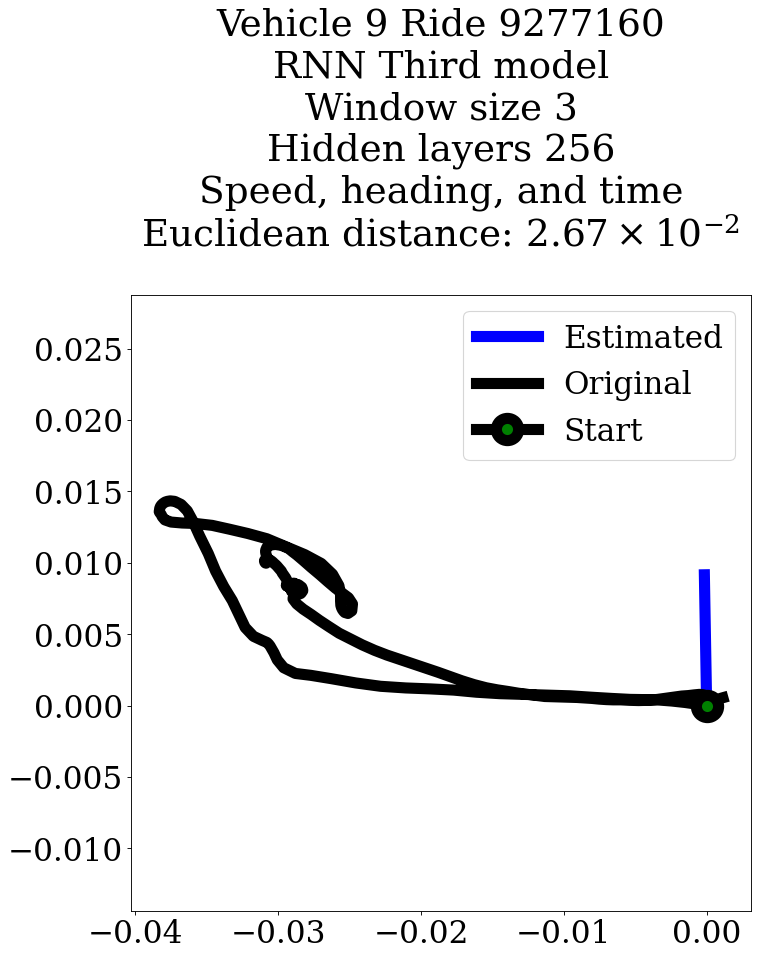 Vehicle 9 Ride 9277160
RNN Third model
Window size 3
Hidden layers 256
Speed, heading, and time
Euclidean distance: 2.67 × 10⁻²
Estimated
Original
Start
0.025
0.020
0.015
0.010
0.005
0.000
−0.005
−0.010
−0.04 −0.03 −0.02 −0.01 0.00